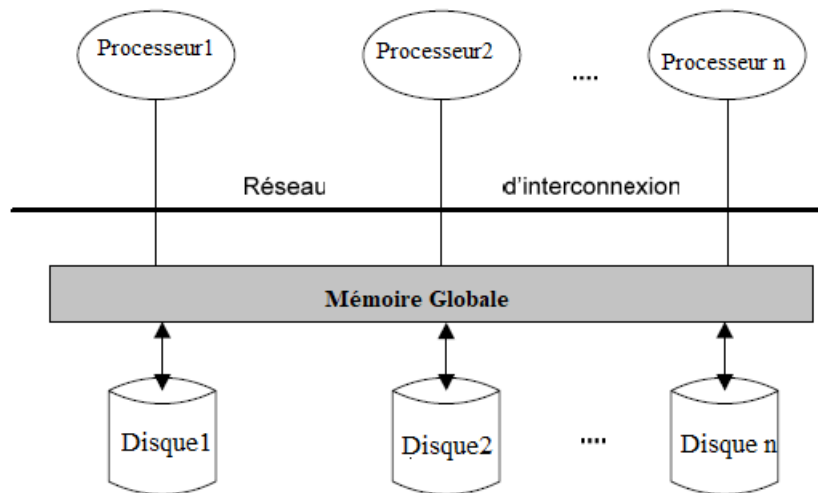 Processeur1
Processeur2
....
Processeur n
Réseau
d'interconnexion
Mémoire Globale
Disque1
Disque2
....
Disque n